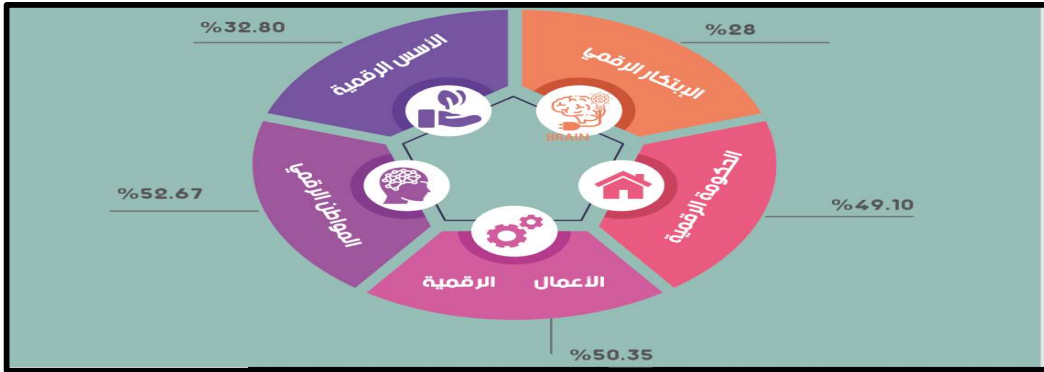 %28
الإبتكار الرقمي
BRAIN
%32.80
الأسس الرقمية
%49.10
الحكومة الرقمية
%52.67
المواطن الرقمي
الأعمال الرقمية
%50.35